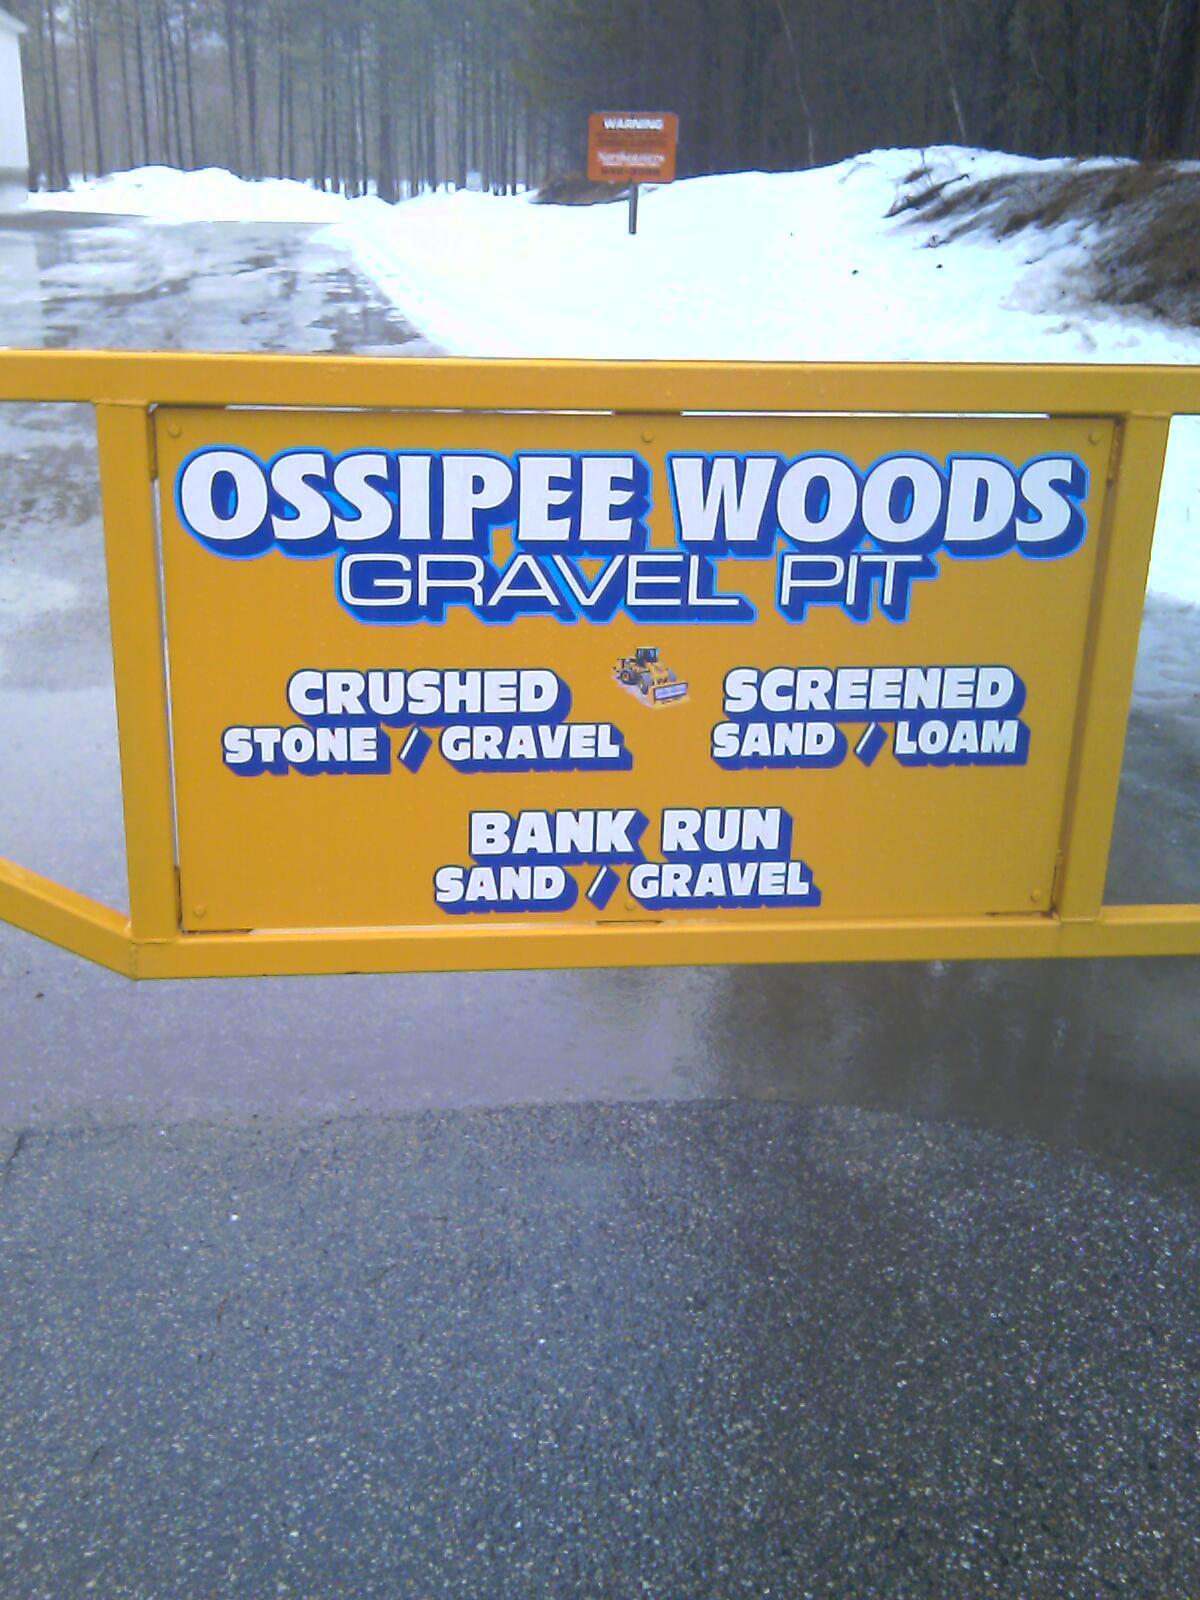 WARNING
OSSIPEE WOODS
GRAVEL PIT
CRUSHED
STONE / GRAVEL
SCREENED
SAND / LOAM
BANK RUN
SAND / GRAVEL